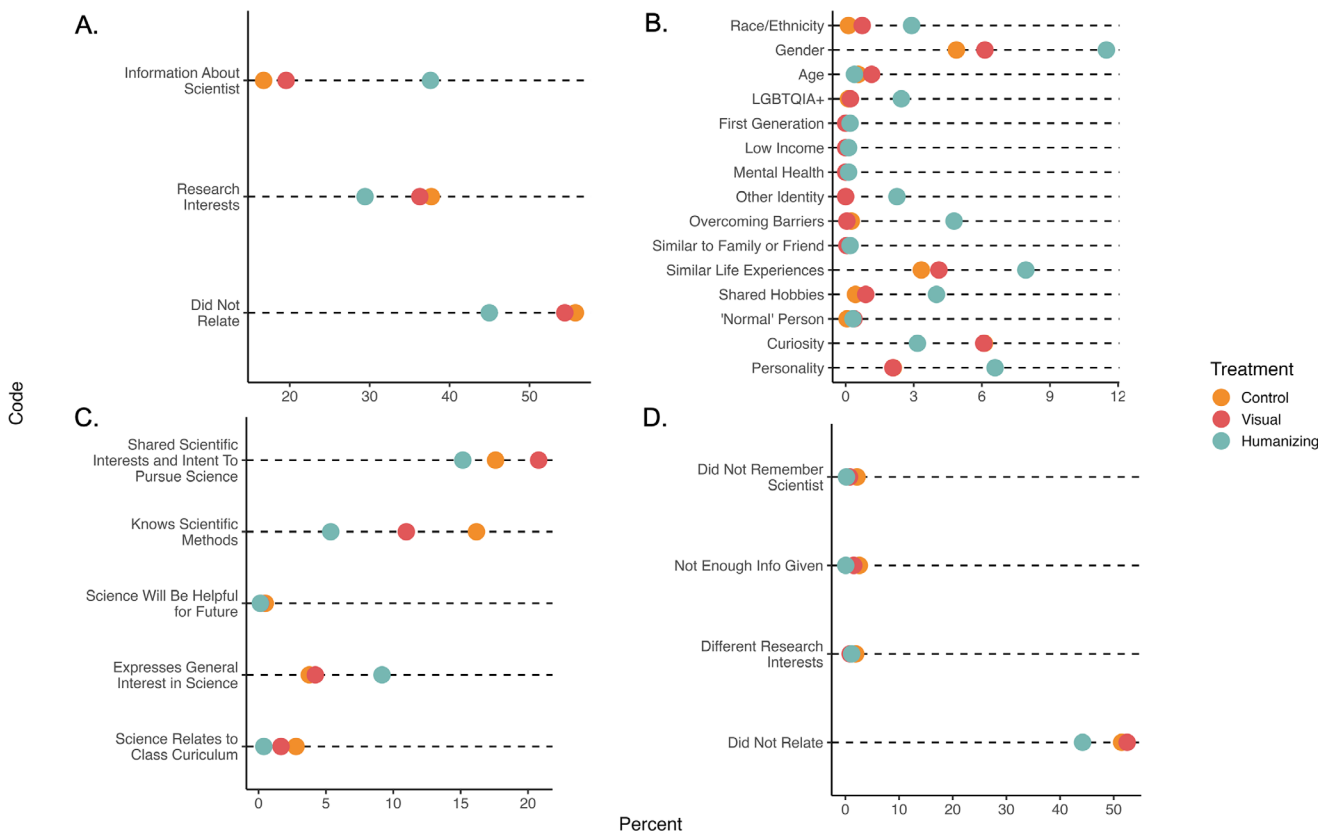 A.
Information About
Scientist
Research
Interests
Did Not
Relate
20 30 40 50
B.
Race/Ethnicity
Gender
Age
LGBTQIA+
First Generation
Low Income
Mental Health
Other Identity
Overcoming Barriers
Similar to Family or Friend
Similar Life Experiences
Shared Hobbies
'Normal' Person
Curiosity
Personality
0 3 6 9 12
Code
C.
Shared Scientific
Interests and Intent To
Pursue Science
Knows Scientific
Methods
Science Will Be Helpful
for Future
Expresses General
Interest in Science
Science Relates to
Class Curiculum
0 5 10 15 20
D.
Did Not Remember
Scientist
Not Enough Info Given
Different Research
Interests
Did Not Relate
0 10 20 30 40 50
Percent
Treatment
Control
Visual
Humanizing